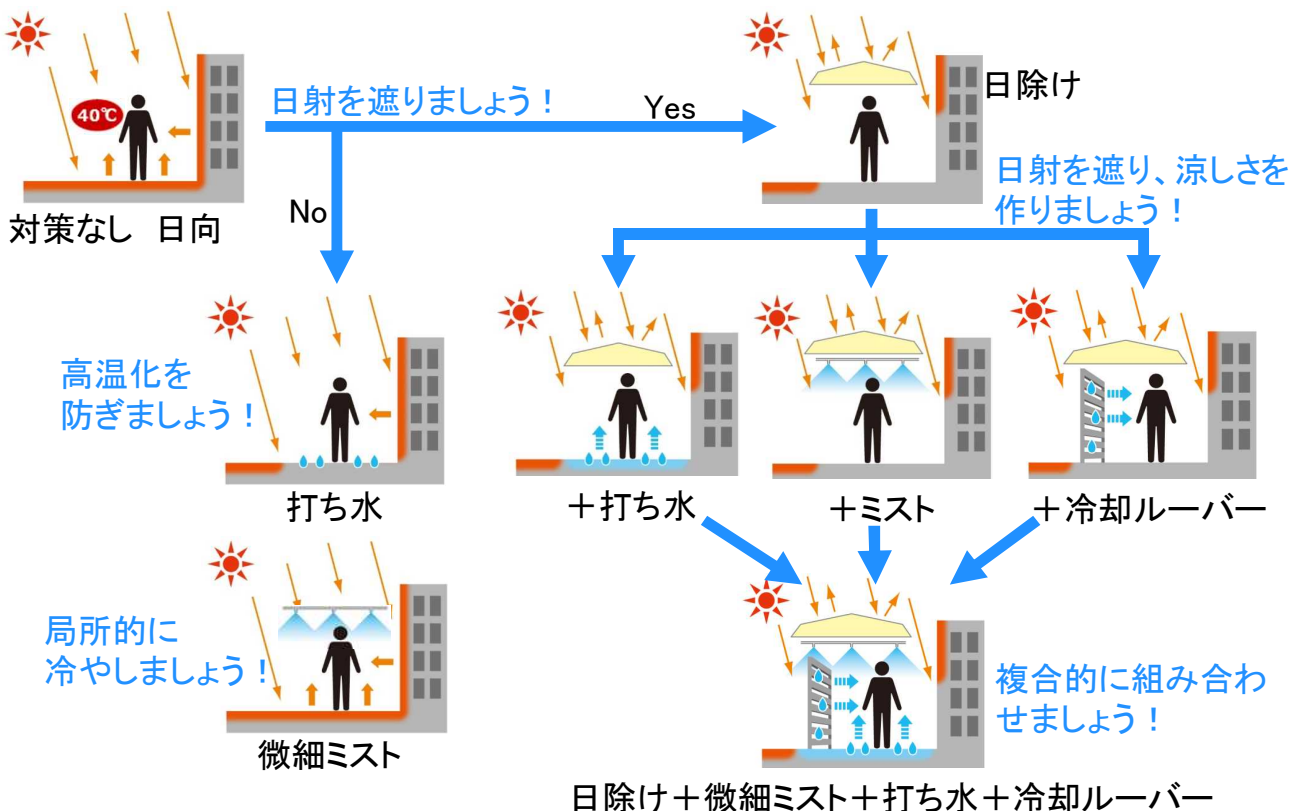 40℃
対策なし　日向
日射を遮りましょう！
Yes
No
日除け
日射を遮り、涼しさを
作りましょう！
高温化を
防ぎましょう！
打ち水
＋打ち水
＋ミスト
＋冷却ルーバー
局所的に
冷やしましょう！
微細ミスト
複合的に組み合わ
せましょう！
日除け＋微細ミスト＋打ち水＋冷却ルーバー